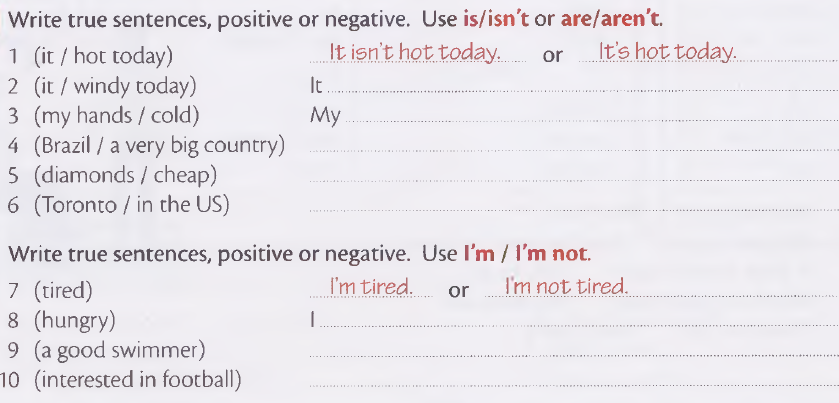 Write true sentences, positive or negative. Use is/isn't or are/aren't.
1 (it / hot today) It isn't hot today. or It's hot today.
2 (it / windy today) It
3 (my hands / cold) My
4 (Brazil / a very big country)
5 (diamonds / cheap)
6 (Toronto / in the US)
Write true sentences, positive or negative. Use I'm / I'm not.
7 (tired) I'm tired. or I'm not tired.
8 (hungry) I
9 (a good swimmer)
10 (interested in football)